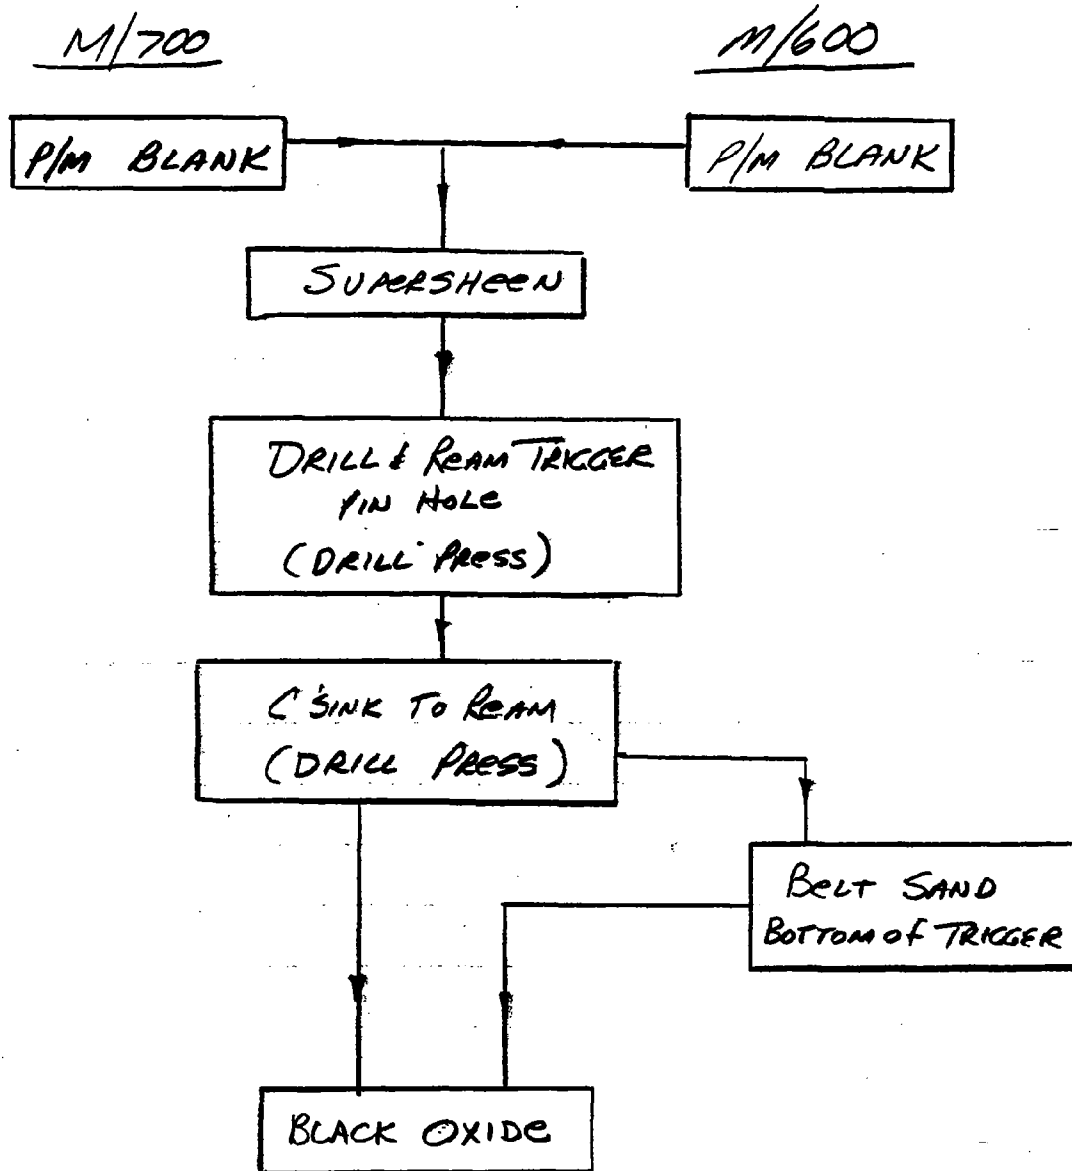 M/700
M/600
P/M BLANK
P/M BLANK
SUPERSHEEN
DRILL & REAM TRIGGER
PIN HOLE
(DRILL PRESS)
C'SINK TO REAM
(DRILL PRESS)
BELT SAND
BOTTOM OF TRIGGER
BLACK OXIDE